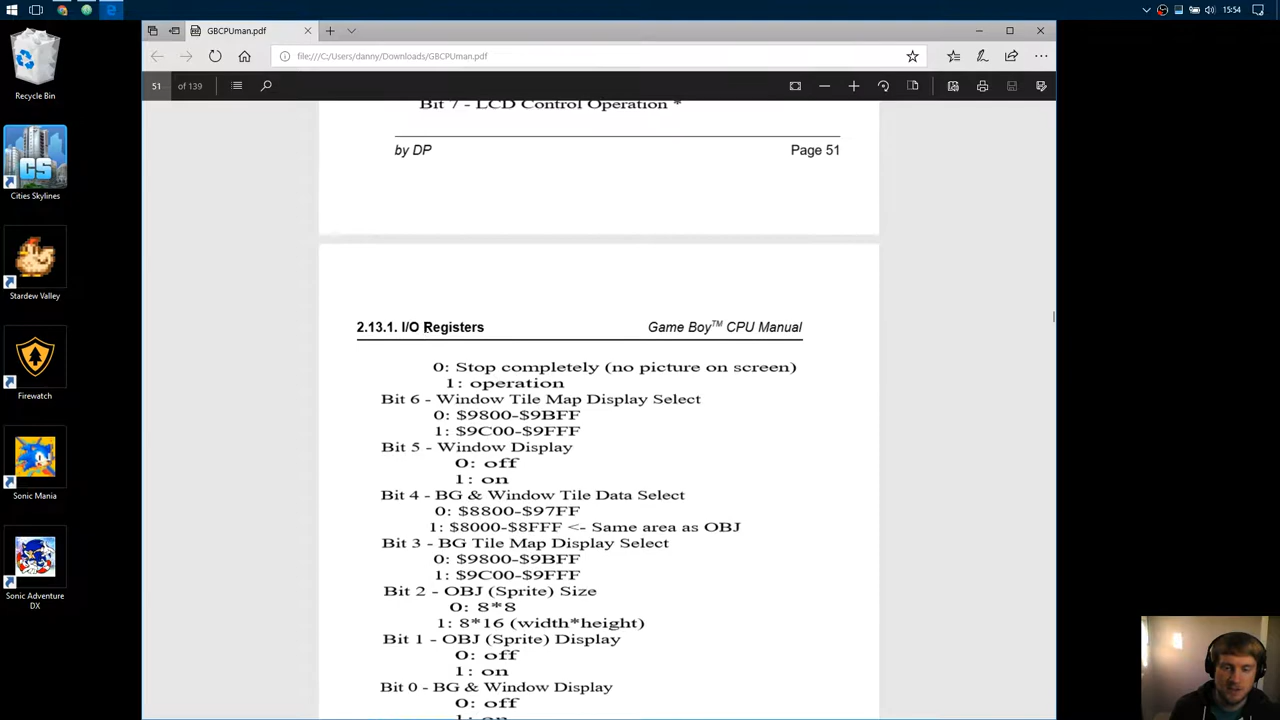 15:54
GBCPUman.pdf
file:///C:/Users/danny/Downloads/GBCPUman.pdf
51 of 139
Recycle Bin
CS
Cities Skylines
Stardew Valley
Firewatch
Sonic Mania
Sonic Adventure
DX
Bit 7 - LCD Control Operation *
by DP Page 51
2.13.1. I/O Registers Game Boy™ CPU Manual
0: Stop completely (no picture on screen)
1: operation
Bit 6 - Window Tile Map Display Select
0: $9800-$9BFF
1: $9C00-$9FFF
Bit 5 - Window Display
0: off
1: on
Bit 4 - BG & Window Tile Data Select
0: $8800-$97FF
1: $8000-$8FFF <- Same area as OBJ
Bit 3 - BG Tile Map Display Select
0: $9800-$9BFF
1: $9C00-$9FFF
Bit 2 - OBJ (Sprite) Size
0: 8*8
1: 8*16 (width*height)
Bit 1 - OBJ (Sprite) Display
0: off
1: on
Bit 0 - BG & Window Display
0: off
1: on